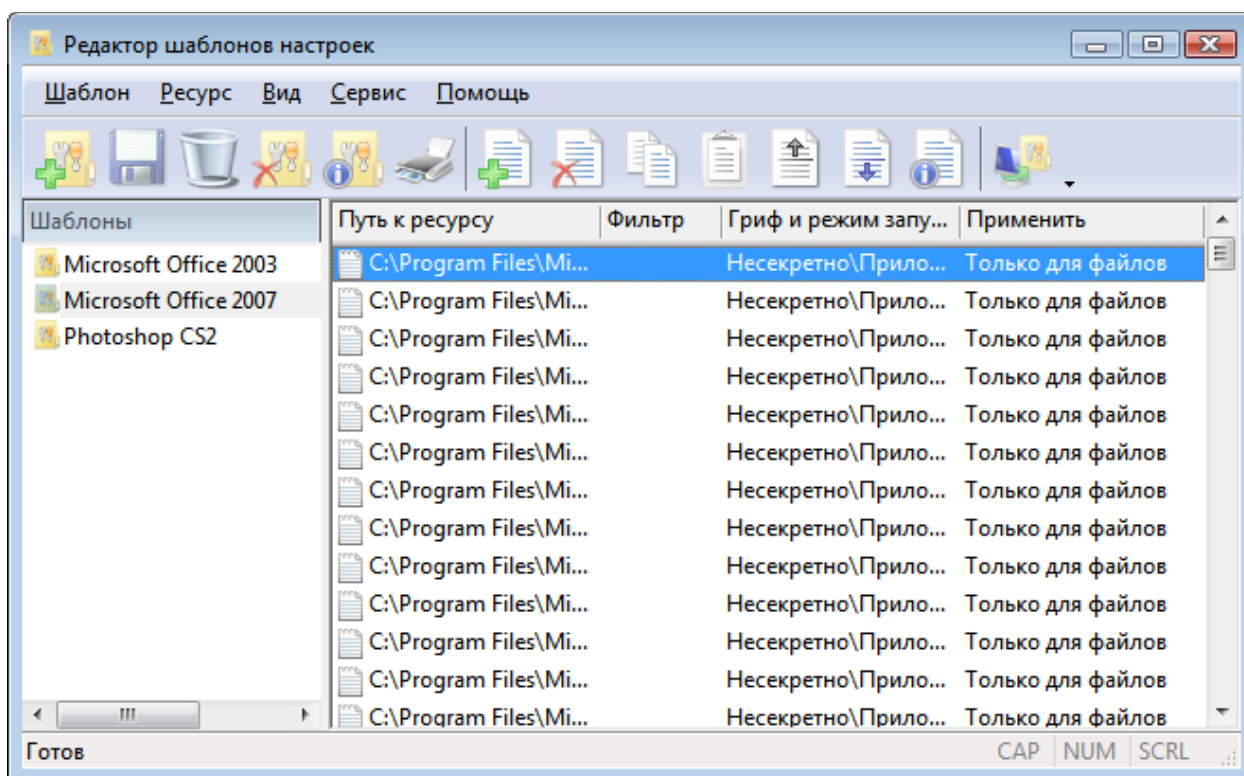 Редактор шаблонов настроек
Шаблон Ресурс Вид Сервис Помощь
Шаблоны Путь к ресурсу Фильтр Гриф и режим запу... Применить
Microsoft Office 2003 C:\Program Files\Mi... Несекретно\Прило... Только для файлов
Microsoft Office 2007 C:\Program Files\Mi... Несекретно\Прило... Только для файлов
Photoshop CS2 C:\Program Files\Mi... Несекретно\Прило... Только для файлов
C:\Program Files\Mi... Несекретно\Прило... Только для файлов
C:\Program Files\Mi... Несекретно\Прило... Только для файлов
C:\Program Files\Mi... Несекретно\Прило... Только для файлов
C:\Program Files\Mi... Несекретно\Прило... Только для файлов
C:\Program Files\Mi... Несекретно\Прило... Только для файлов
C:\Program Files\Mi... Несекретно\Прило... Только для файлов
C:\Program Files\Mi... Несекретно\Прило... Только для файлов
C:\Program Files\Mi... Несекретно\Прило... Только для файлов
C:\Program Files\Mi... Несекретно\Прило... Только для файлов
C:\Program Files\Mi... Несекретно\Прило... Только для файлов
Готов CAP NUM SCRL